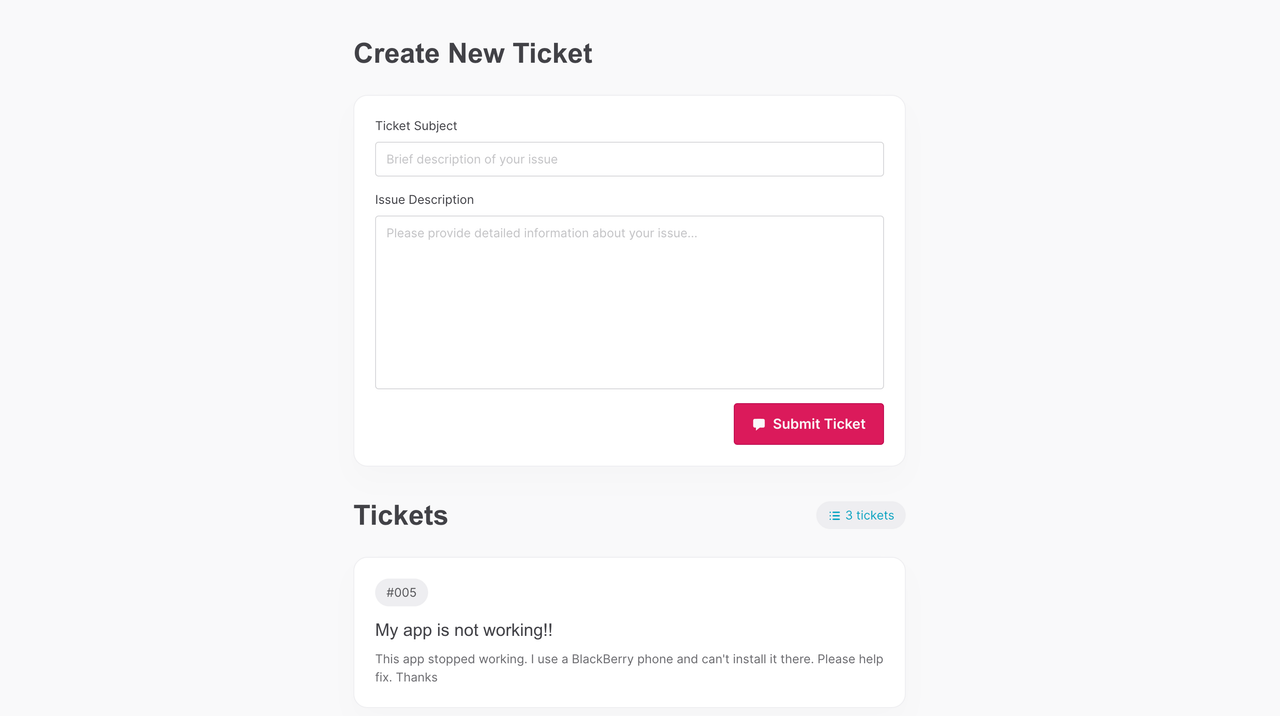 Create New Ticket
Ticket Subject
Brief description of your issue
Issue Description
Please provide detailed information about your issue...
Submit Ticket
Tickets
3 tickets
#005
My app is not working!!
This app stopped working. I use a BlackBerry phone and can't install it there. Please help
fix. Thanks